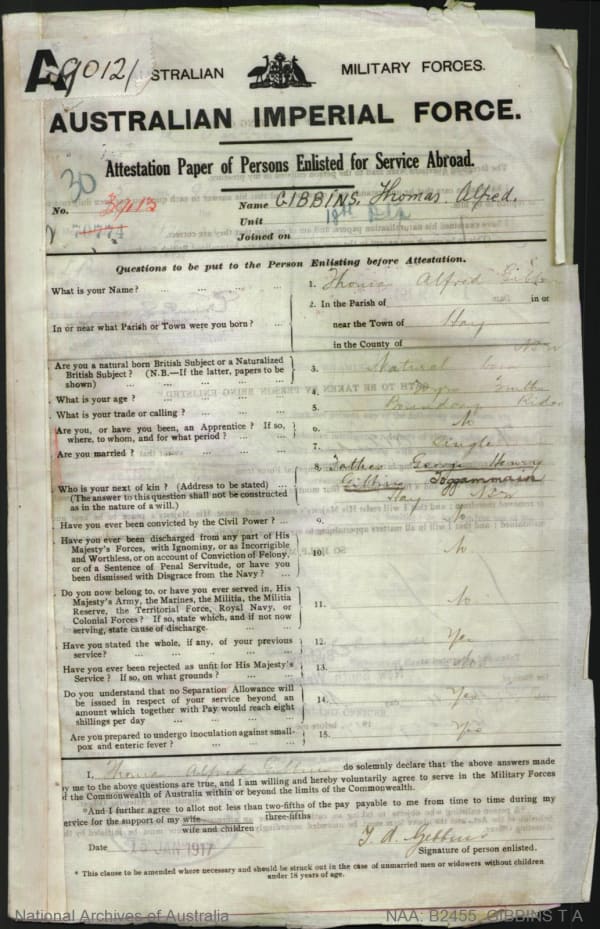 A 9012
STRALIAN MILITARY FORCES.
AUSTRALIAN IMPERIAL FORCE.
Attestation Paper of Persons Enlisted for Service Abroad.
30
No. 3913
Name GIBBINS, Thomas Alfred.
Unit
Joined on
Questions to be put to the Person Enlisting before Attestation.
What is your Name? ... 1. Thomas Alfred
In or near what Parish or Town were you born? ... 2. In the Parish of in or
near the Town of Hay
in the County of NSW
Are you a natural born British Subject or a Naturalized
British Subject? (N.B.—If the latter, papers to be
shown) ... 3. Natural born
What is your age? ... 4.
What is your trade or calling? ... 5. Boundary Rider
Are you, or have you been, an Apprentice? If so,
where, to whom, and for what period? ... 6. No
Are you married? ... 7. Single
Who is your next of kin? (Address to be stated) ... 8. Father George Henry
(The answer to this question shall not be construed Gibbins
as in the nature of a will.) Hay NSW
Have you ever been convicted by the Civil Power? ... 9. No
Have you ever been discharged from any part of His
Majesty's Forces, with Ignominy, or as Incorrigible
and Worthless, or on account of Conviction of Felony,
or of a Sentence of Penal Servitude, or have you
been dismissed with Disgrace from the Navy? ... 10. No
Do you now belong to, or have you ever served in, His
Majesty's Army, the Marines, the Militia, the Militia
Reserve, the Territorial Force, Royal Navy, or
Colonial Forces? If so, state which, and if not now
serving, state cause of discharge. ... 11. No
Have you stated the whole, if any, of your previous
service? ... 12. Yes
Have you ever been rejected as unfit for His Majesty's
Service? If so, on what grounds? ... 13. No
Do you understand that no Separation Allowance will
be issued in respect of your service beyond an
amount which together with Pay would reach eight
shillings per day ... 14. Yes
Are you prepared to undergo inoculation against small-
pox and enteric fever? ... 15. Yes
I, Thomas Alfred Gibbins do solemnly declare that the above answers made
by me to the above questions are true, and I am willing and hereby voluntarily agree to serve in the Military Forces
of the Commonwealth of Australia within or beyond the limits of the Commonwealth.
*And I further agree to allot not less than two-fifths of the pay payable to me from time to time during my
three-fifths
service for the support of my wife
wife and children
Date 15 JAN 1917
T. A. Gibbins
Signature of person enlisted.
* This clause to be amended where necessary and should be struck out in the case of unmarried men or widowers without children
under 18 years of age.
National Archives of Australia NAA: B2455, GIBBINS T A